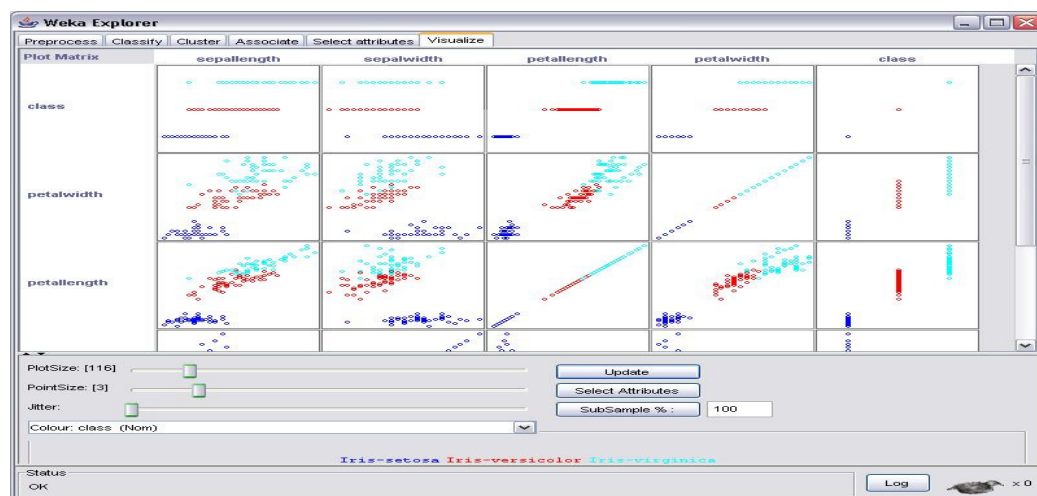 Weka Explorer
Preprocess Classify Cluster Associate Select attributes Visualize
Plot Matrix sepallength sepalwidth petallength petalwidth class
class
petalwidth
petallength
PlotSize: [116]
Update
PointSize: [3]
Select Attributes
Jitter:
SubSample % : 100
Colour: class (Nom)
Iris-setosa Iris-versicolor Iris-virginica
Status
OK
Log x 0